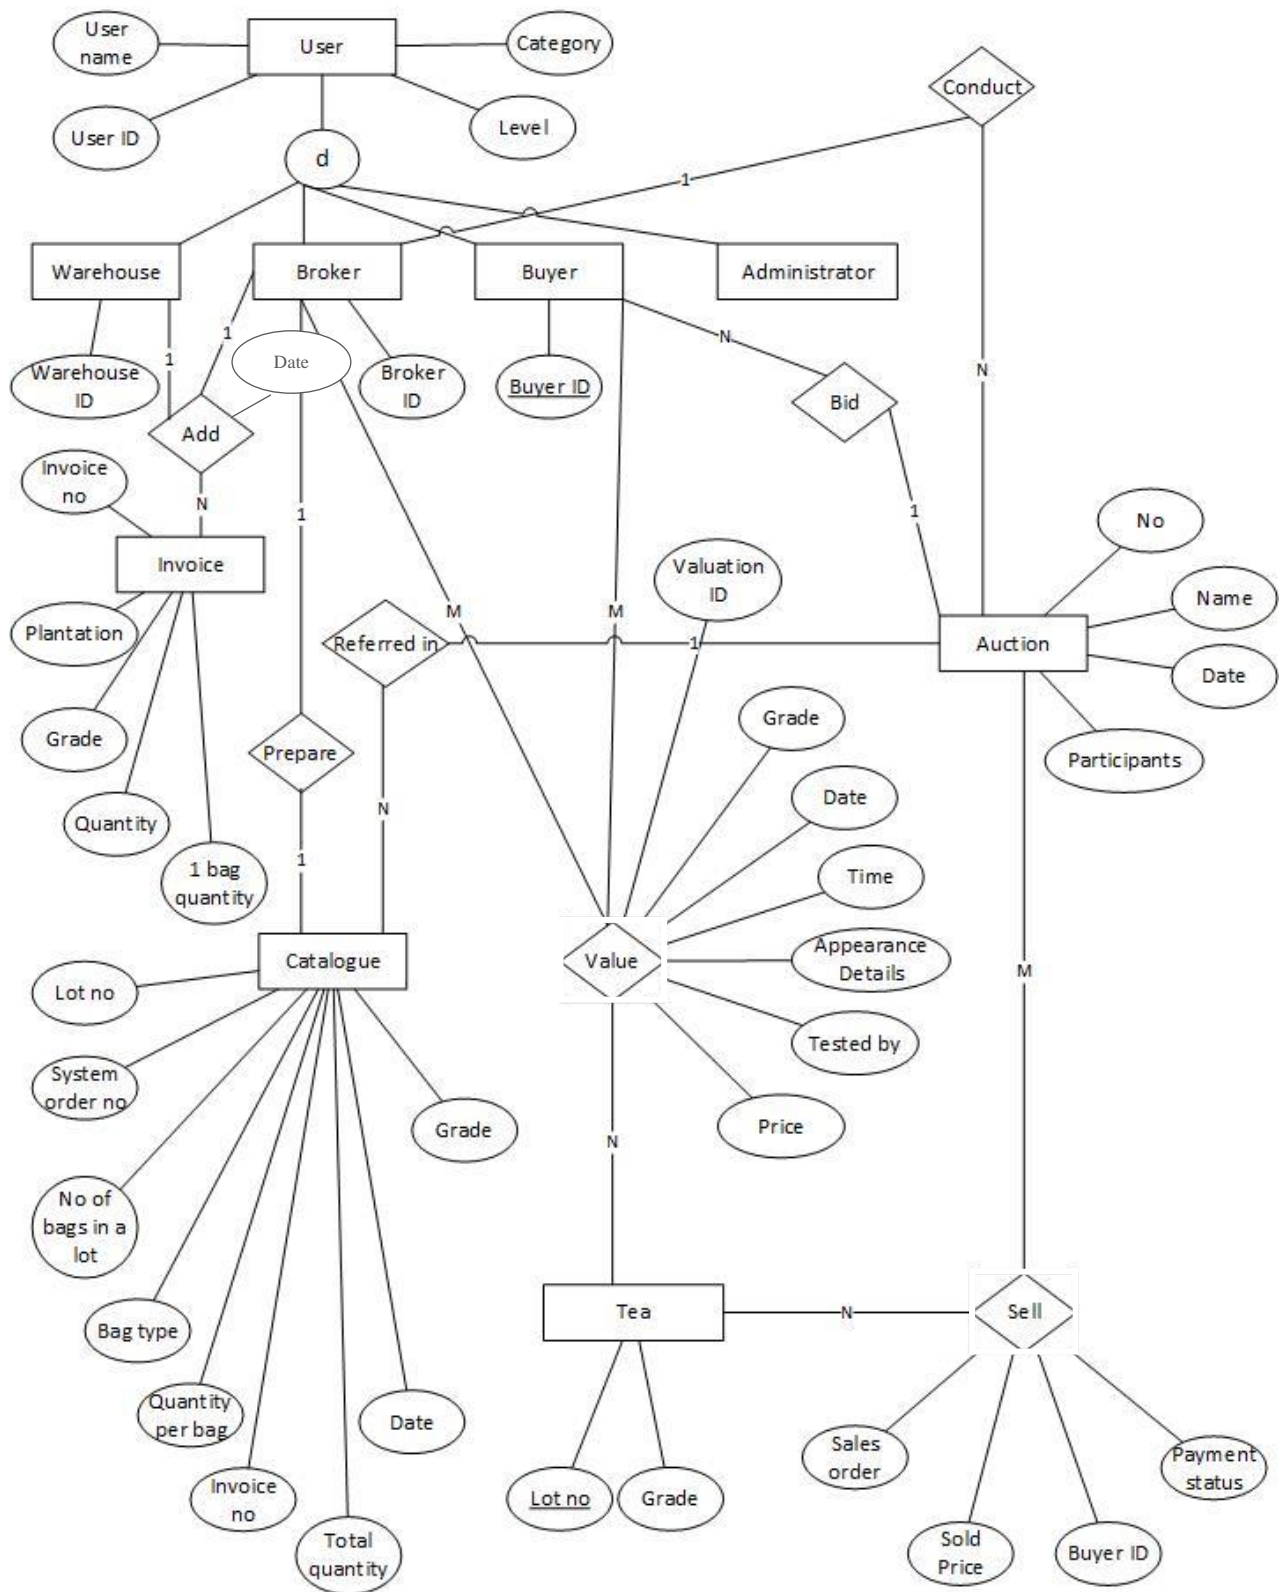 User
name
User
Category
Conduct
User ID
Level
d
1
Warehouse
Broker
Buyer
Administrator
1
1
N
N
Date
Warehouse
ID
Broker
ID
Buyer ID
Bid
Add
Invoice
no
N
1
1
No
Invoice
Valuation
ID
Name
M
M
Plantation
Referred in
1
Auction
Date
Grade
Grade
Prepare
Participants
Date
Quantity
N
1 bag
quantity
1
Time
Catalogue
Value
Appearance
Details
M
Lot no
Tested by
System
order no
Grade
Price
N
No of
bags in a
lot
Tea
N
Sell
Bag type
Quantity
per bag
Date
Sales
order
Payment
status
Invoice
no
Lot no
Grade
Total
quantity
Sold
Price
Buyer ID